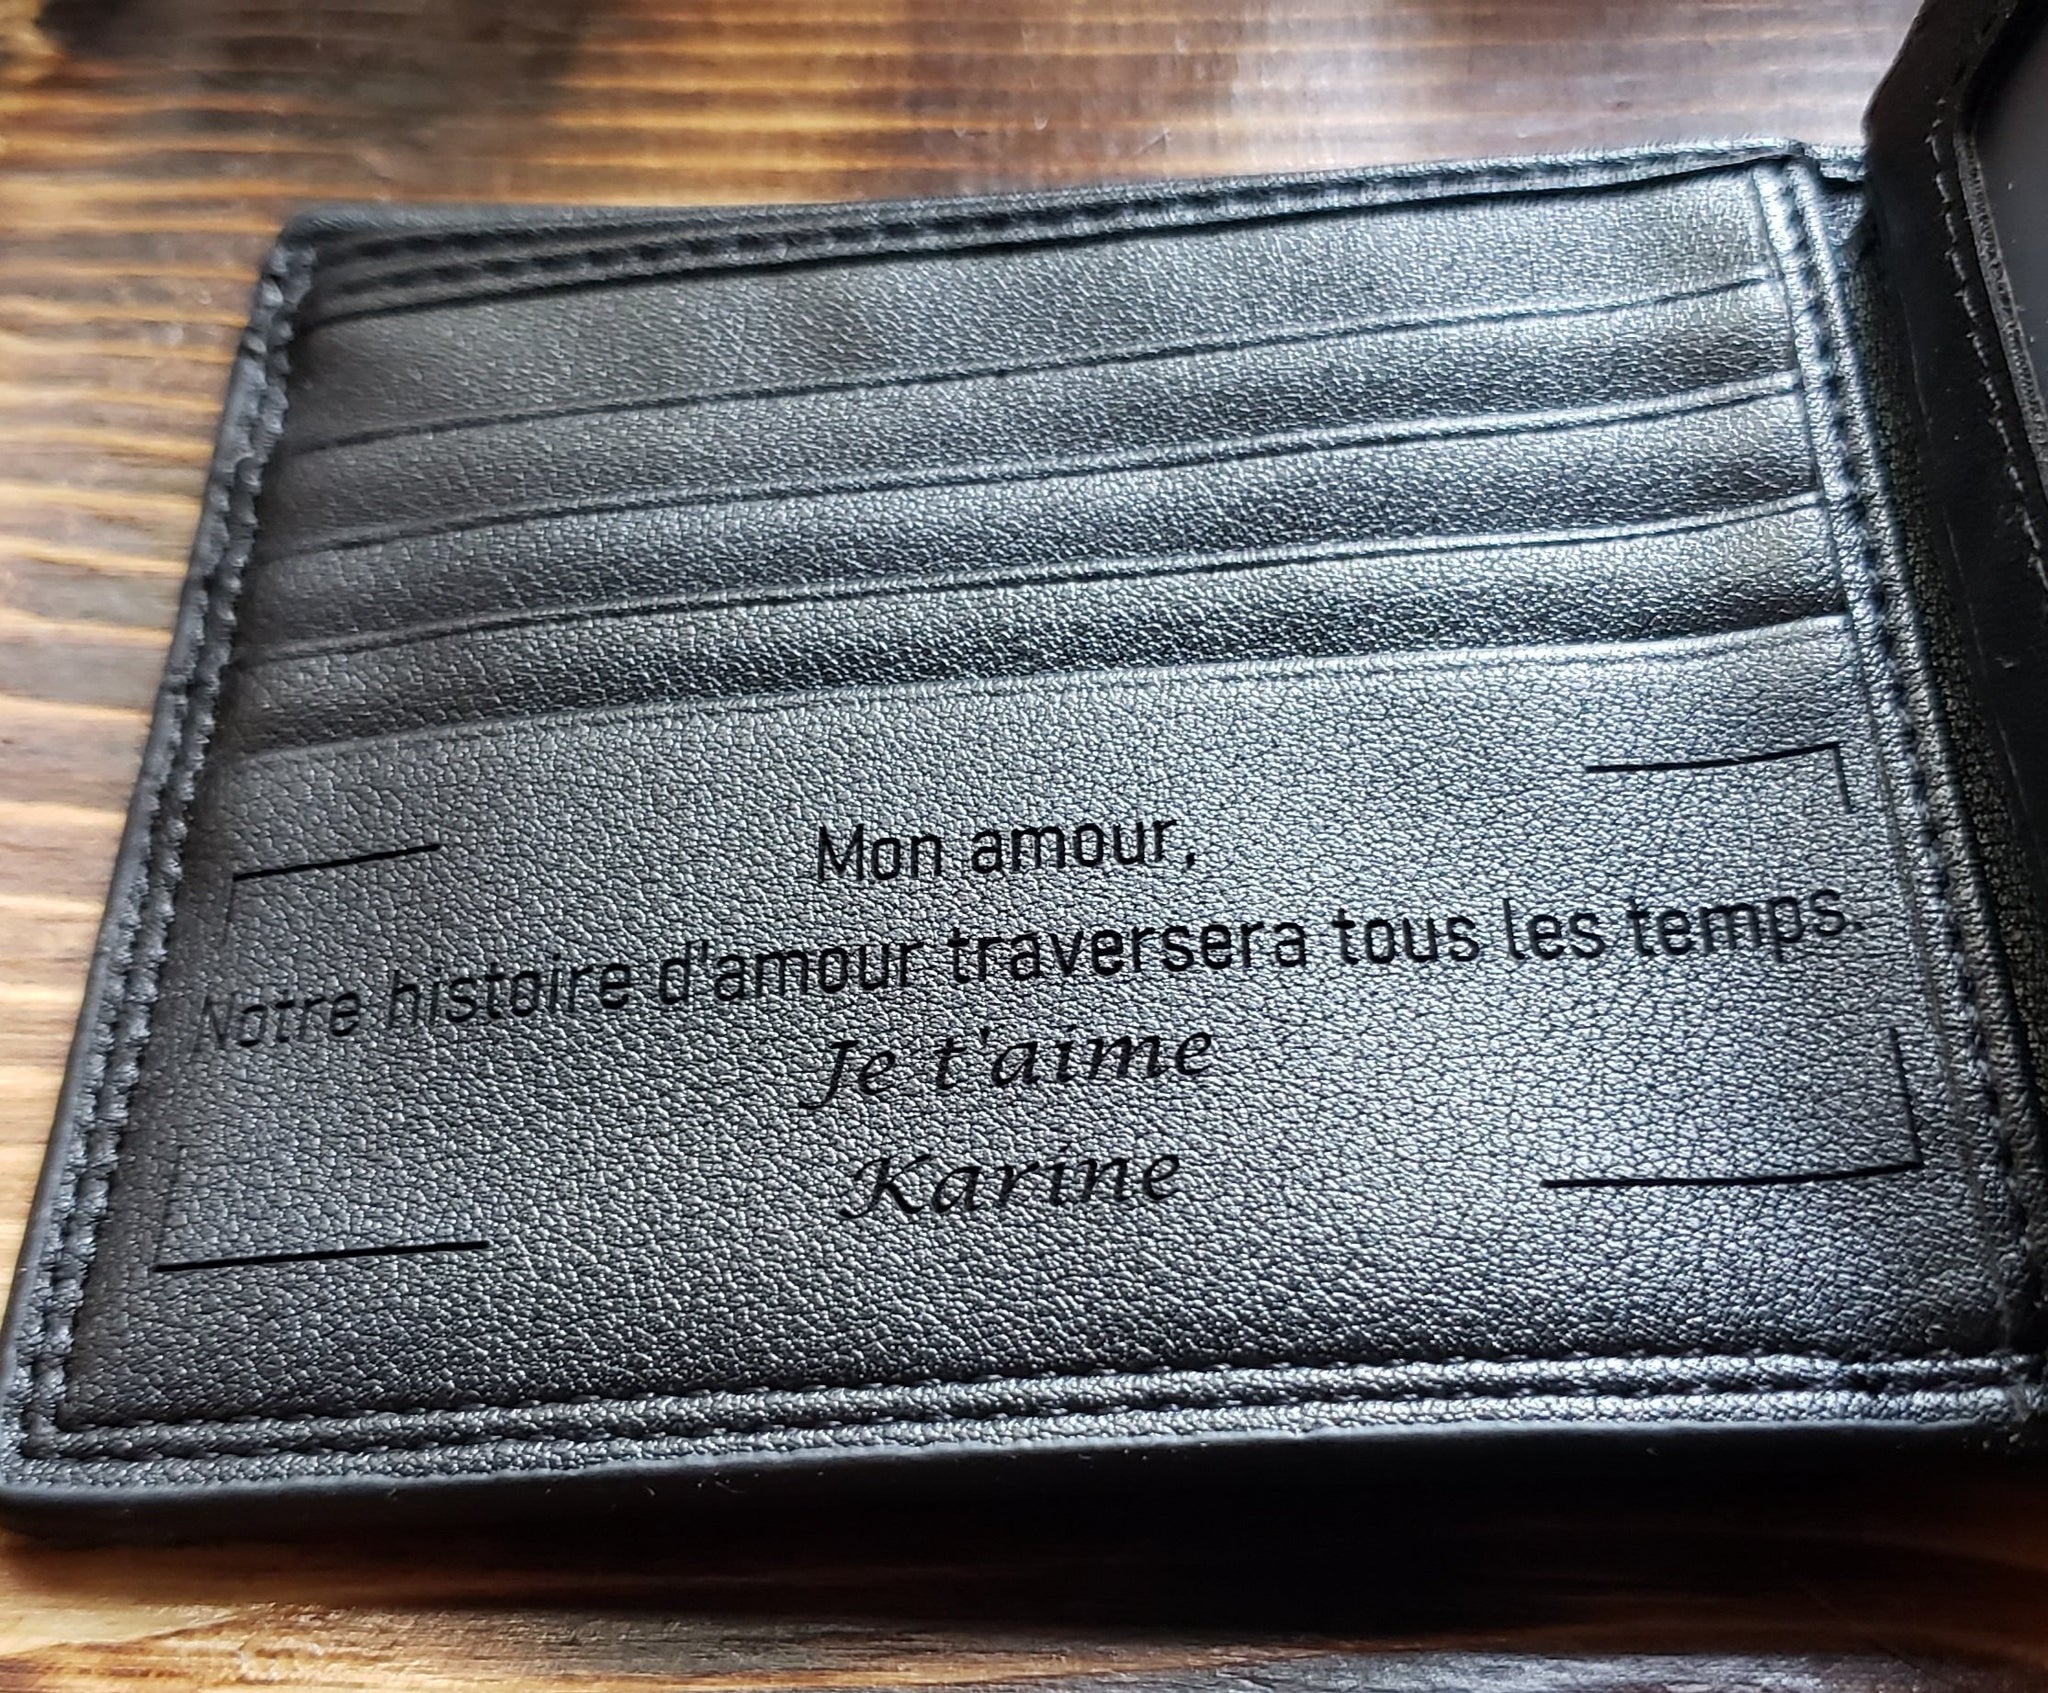 Mon amour,
Notre histoire d'amour traversera tous les temps.
Je t'aime
Karine